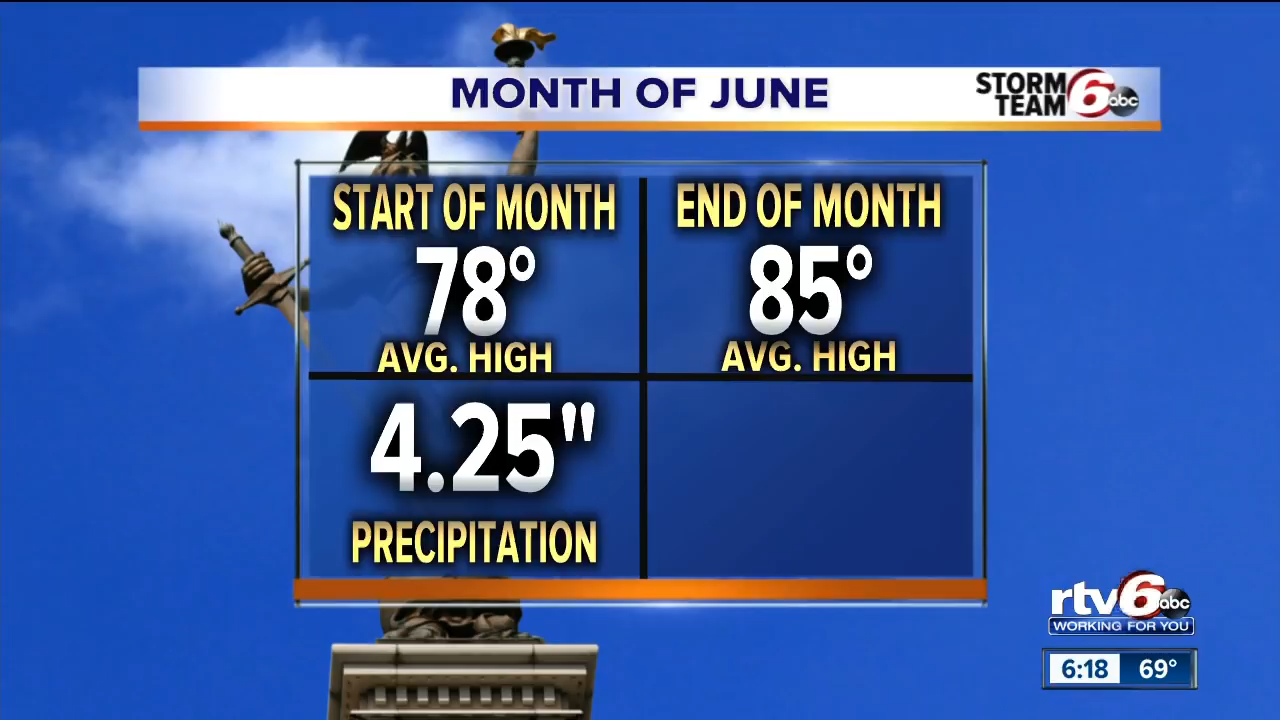 MONTH OF JUNE
STORM
TEAM 6 abc
START OF MONTH
78°
AVG. HIGH
END OF MONTH
85°
AVG. HIGH
4.25"
PRECIPITATION
rtv6 abc
WORKING FOR YOU
6:18 69°